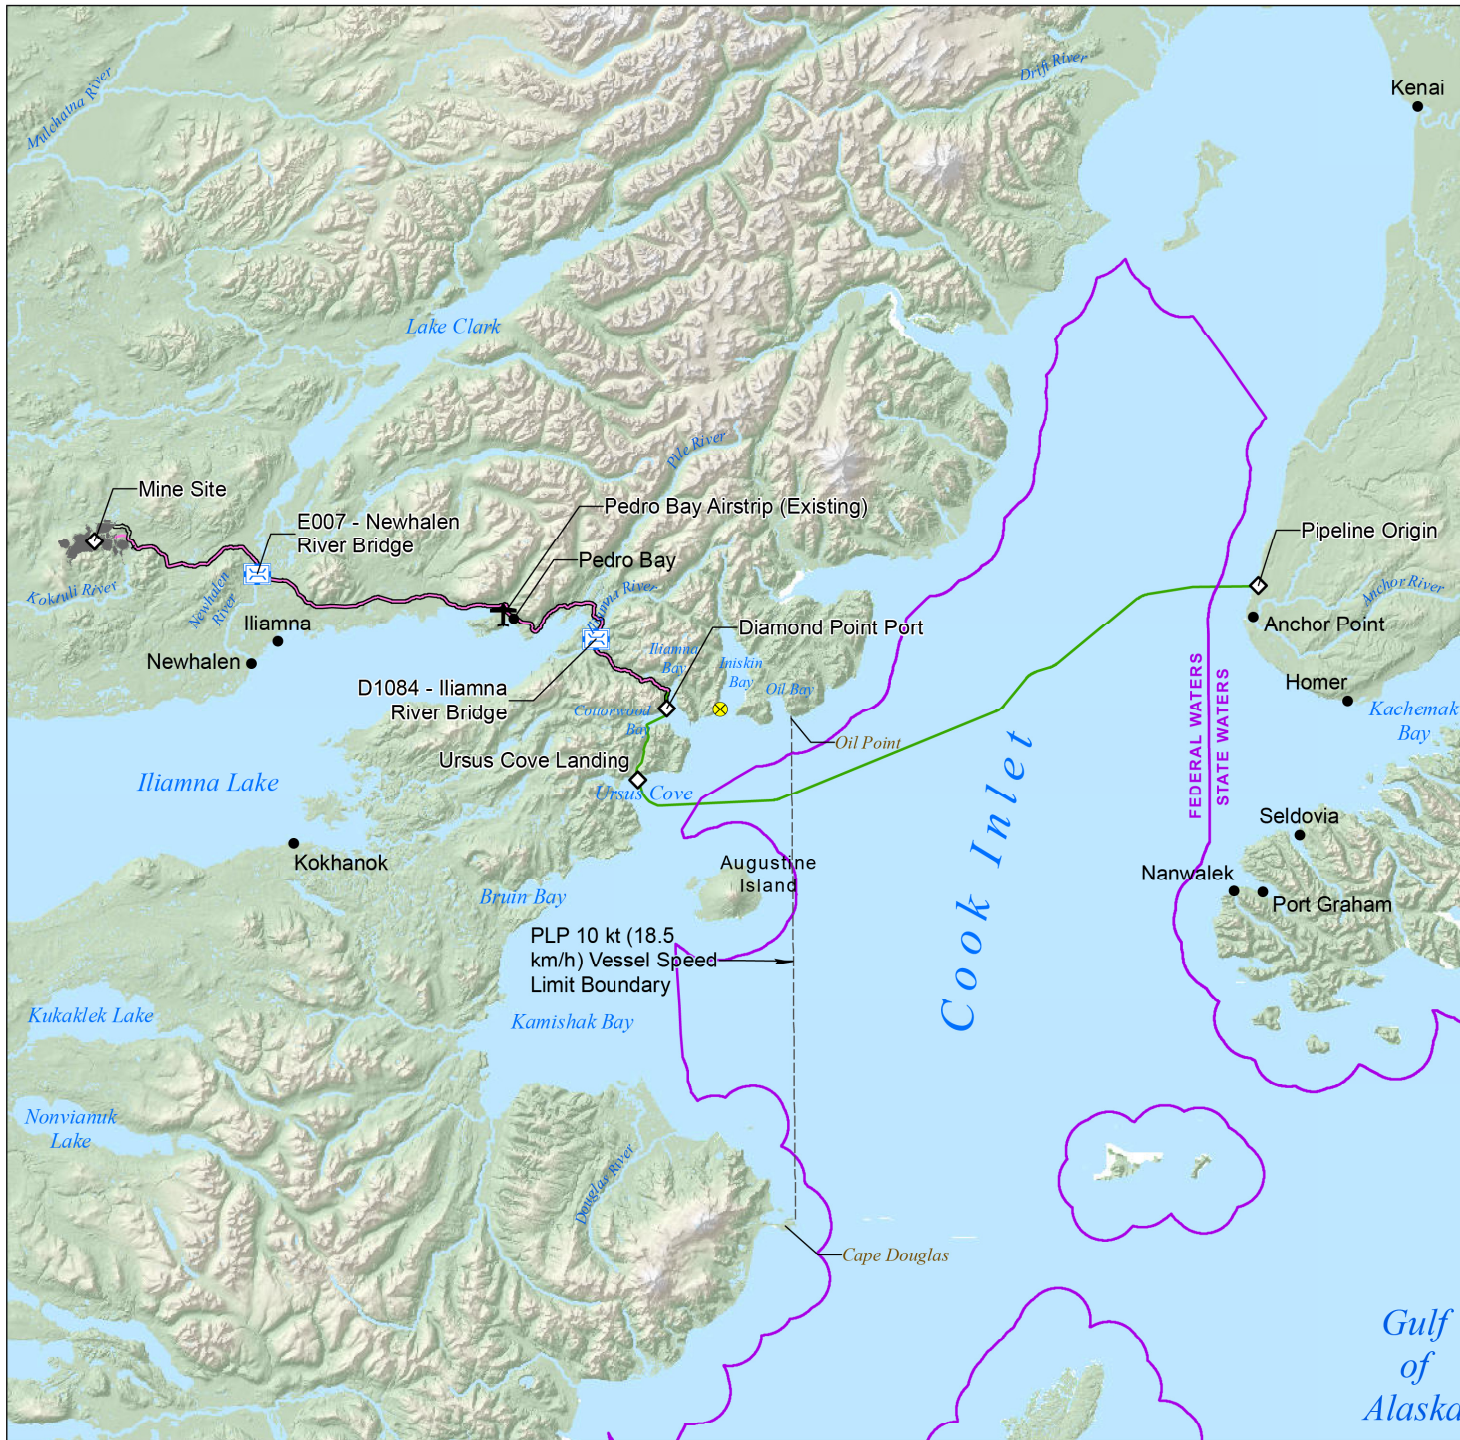 Kenai
Drift River
Mulchatna River
Lake Clark
Pile River
Mine Site
E007 - Newhalen
River Bridge
Pedro Bay Airstrip (Existing)
Pipeline Origin
Pedro Bay
Koktuli River
Newhalen
River
Iliamna River
Anchor River
Iliamna
Newhalen
Diamond Point Port
Anchor Point
Iliamna
Bay
Iniskin
Bay
Oil Bay
D1084 - Iliamna
River Bridge
Cottonwood
Bay
Homer
Kachemak
Bay
Oil Point
Ursus Cove Landing
Ursus Cove
Iliamna Lake
FEDERAL WATERS
STATE WATERS
Cook Inlet
Seldovia
Kokhanok
Augustine
Island
Nanwalek
Port Graham
Bruin Bay
PLP 10 kt (18.5
km/h) Vessel Speed
Limit Boundary
Kukaklek Lake
Kamishak Bay
Nonvianuk
Lake
Douglas River
Cape Douglas
Gulf
of
Alaska